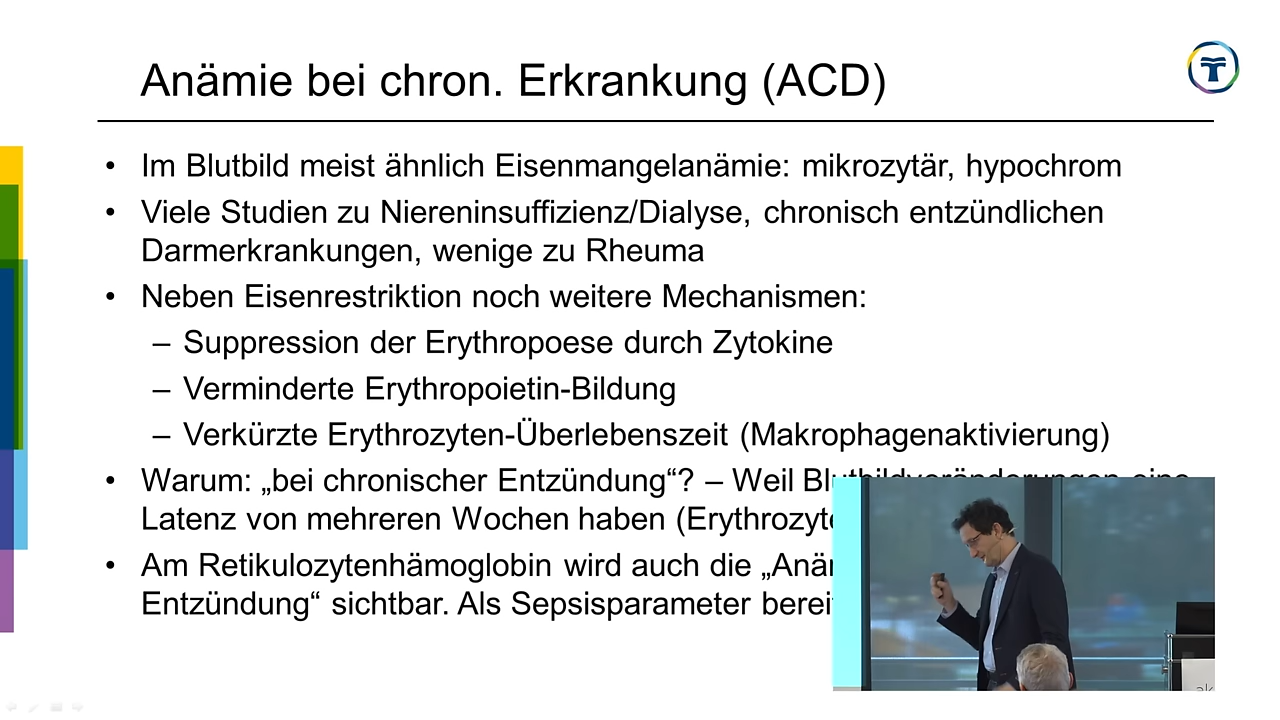 Anämie bei chron. Erkrankung (ACD)
• Im Blutbild meist ähnlich Eisenmangelanämie: mikrozytär, hypochrom
• Viele Studien zu Niereninsuffizienz/Dialyse, chronisch entzündlichen
Darmerkrankungen, wenige zu Rheuma
• Neben Eisenrestriktion noch weitere Mechanismen:
– Suppression der Erythropoese durch Zytokine
– Verminderte Erythropoietin-Bildung
– Verkürzte Erythrozyten-Überlebenszeit (Makrophagenaktivierung)
• Warum: „bei chronischer Entzündung“? – Weil Blutbildveränderungen eine
Latenz von mehreren Wochen haben
• Am Retikulozytenhämoglobin wird auch die
Entzündung“ sichtbar. Als Sepsisparameter